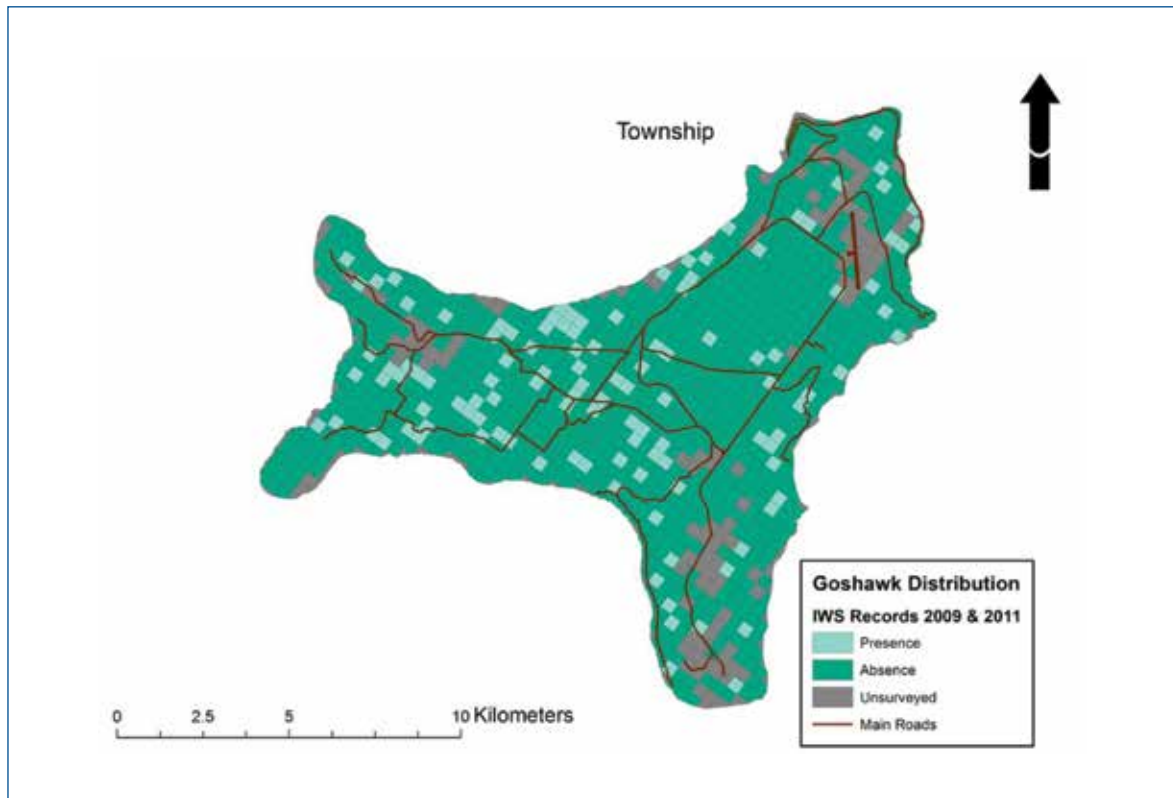 Township
Goshawk Distribution
IWS Records 2009 & 2011
Presence
Absence
Unsurveyed
Main Roads
0 2.5 5 10 Kilometers